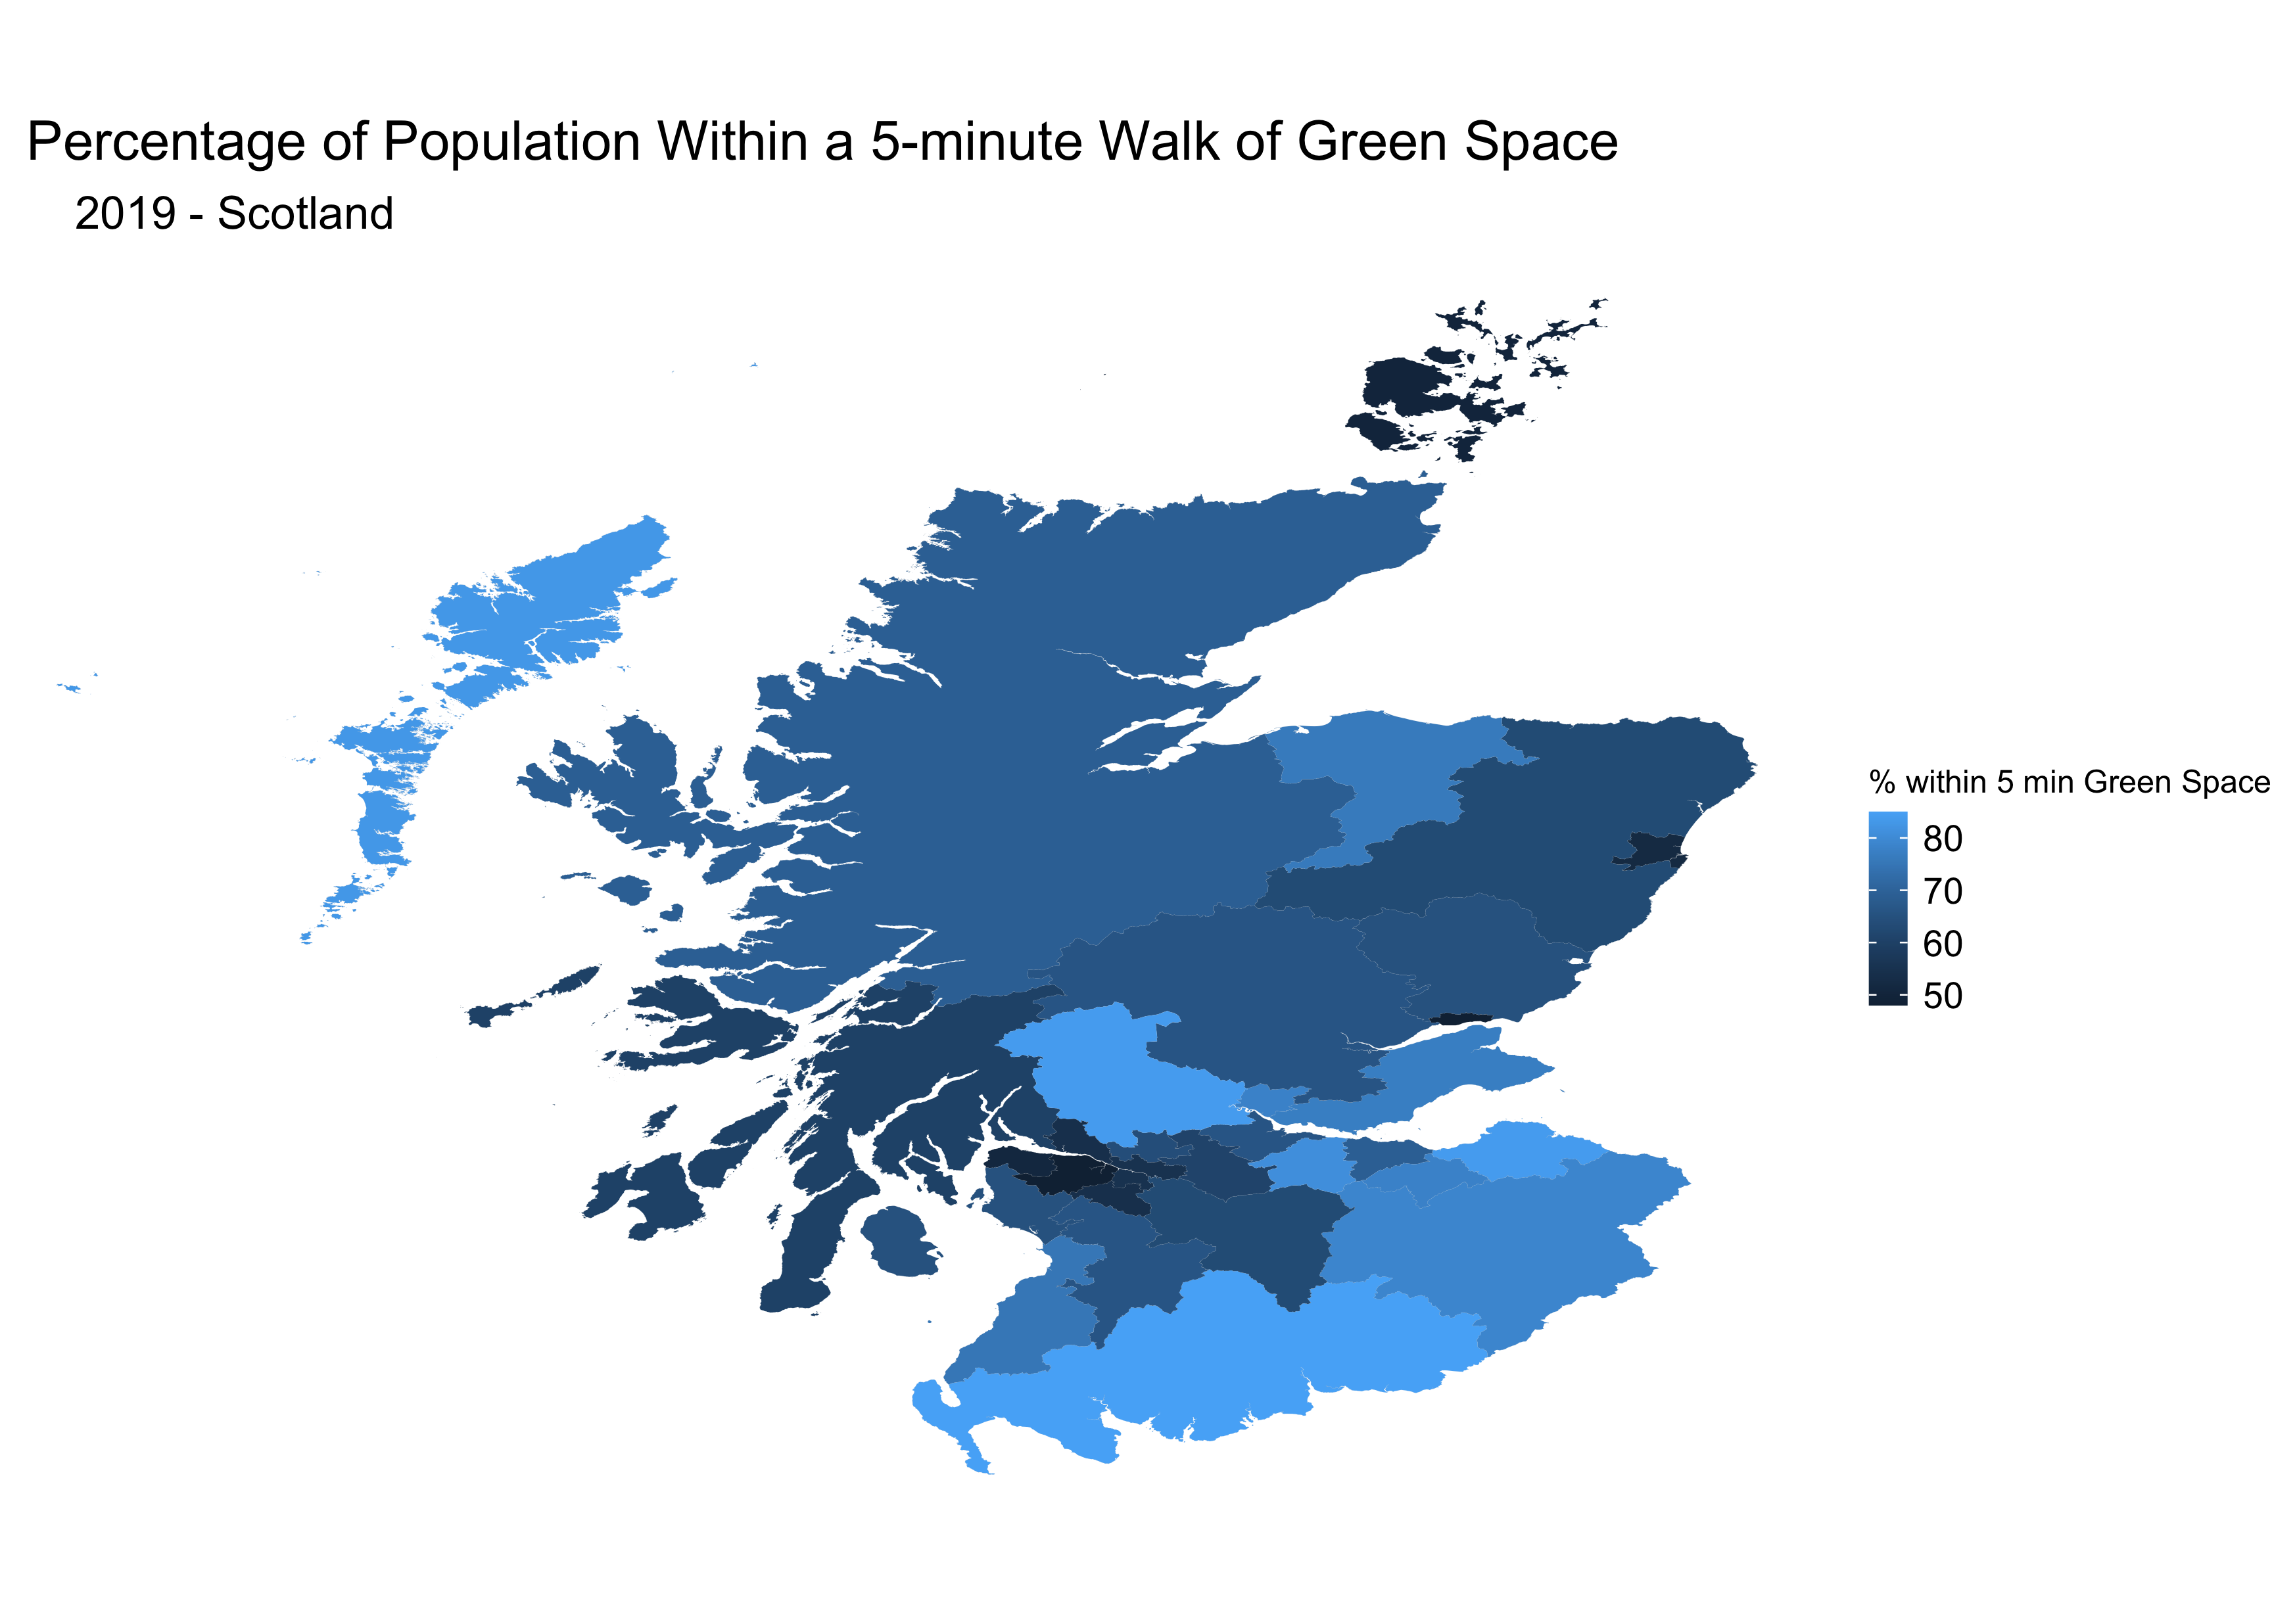 Percentage of Population Within a 5-minute Walk of Green Space
2019 - Scotland
% within 5 min Green Space
80
70
60
50